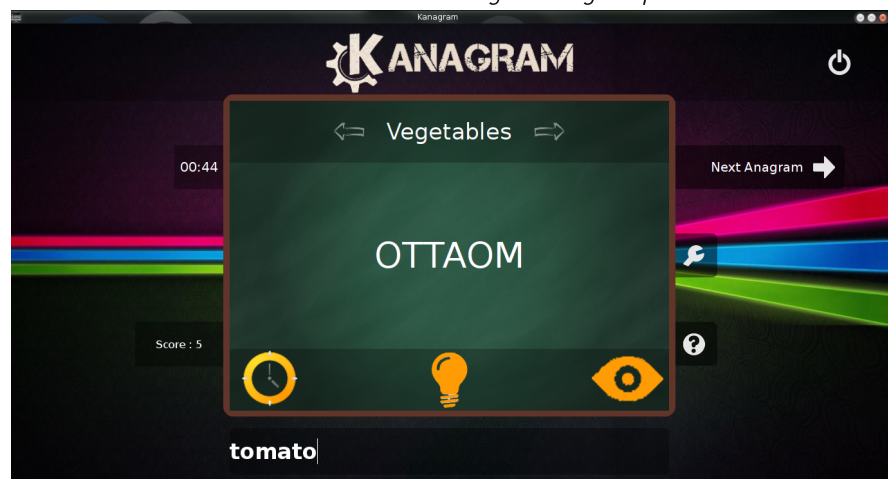 Kanagram
KANAGRAM
Vegetables
00:44
Next Anagram
OTTAOM
Score : 5
tomato